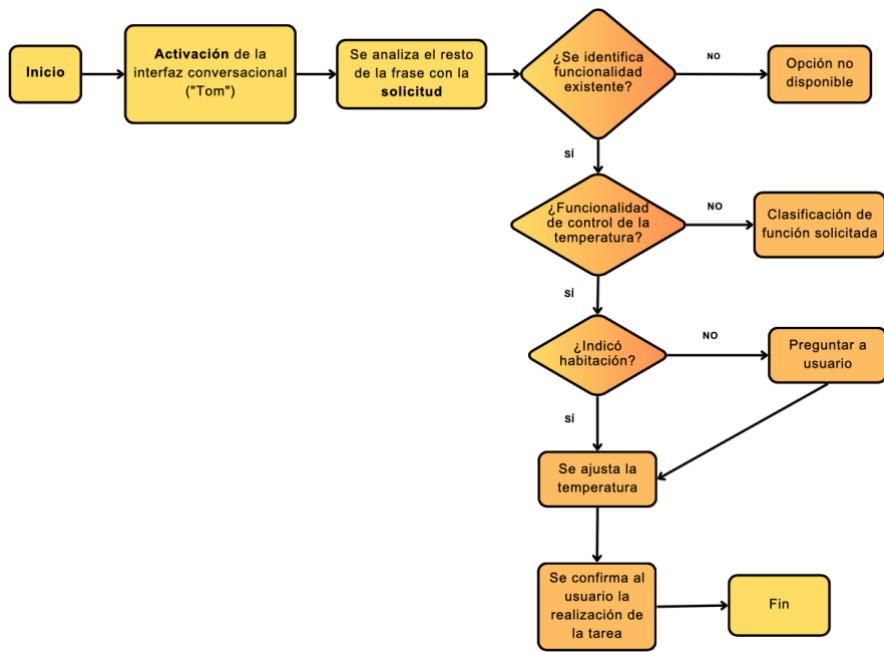 Inicio
Activación de la
interfaz conversacional
("Tom")
Se analiza el resto
de la frase con la
solicitud
¿Se identifica
funcionalidad
existente?
NO
Opción no
disponible
SÍ
¿Funcionalidad
de control de la
temperatura?
NO
Clasificación de
función solicitada
SÍ
¿Indicó
habitación?
NO
Preguntar a
usuario
SÍ
Se ajusta la
temperatura
Se confirma al
usuario la
realización de
la tarea
Fin